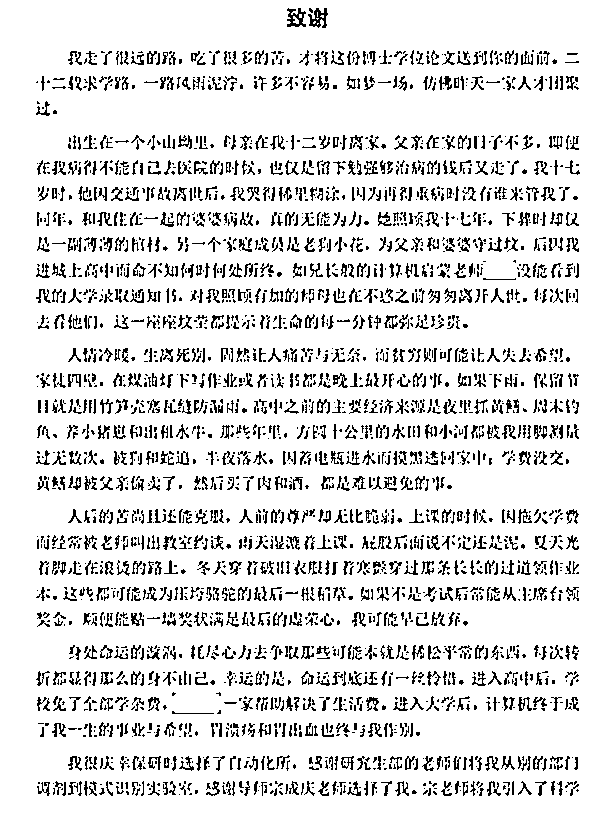 致谢
我走了很远的路，吃了很多的苦，才将这份博士学位论文送到你的面前。二
十二载求学路，一路风雨泥泞，许多不容易。如梦一场，仿佛昨天一家人才团聚
过。
出生在一个小山坳里，母亲在我十二岁时离家。父亲在家的日子不多，即便
在我病得不能自己去医院的时候，也仅是留下勉强够治病的钱后又走了。我十七
岁时，他因交通事故离世后，我哭得稀里糊涂，因为再得重病时没有谁来管我了。
同年，和我住在一起的婆婆病故，真的无能为力。她照顾我十七年，下葬时却仅
是一副薄薄的棺材。另一个家庭成员是老狗小花，为父亲和婆婆守过坟，后因我
进城上高中而命不知何时何处所终。如兄长般的计算机启蒙老师[ ]没能看到
我的大学录取通知书，对我照顾有加的师母也在不惑之前匆匆离开人世。每次回
去看他们，这一座座坟茔都提示着生命的每一分钟都弥足珍贵。
人情冷暖，生离死别，固然让人痛苦与无奈，而贫穷则可能让人失去希望。
家徒四壁，在煤油灯下写作业或者读书都是晚上最开心的事。如果下雨，保留节
目就是用竹笋壳塞瓦缝防漏雨。高中之前的主要经济来源是夜里抓黄鳝、周末钓
鱼、养小猪崽和出租水牛。那些年里，方圆十公里的水田和小河都被我用脚测量
过无数次。被狗和蛇追，半夜落水，因蓄电瓶进水而摸黑逃回家中；学费没交，
黄鳝却被父亲偷卖了，然后买了肉和酒，都是难以避免的事。
人后的苦尚且还能克服，人前的尊严却无比脆弱。上课的时候，因拖欠学费
而经常被老师叫出教室约谈。雨天湿漉着上课，屁股后面说不定还是泥。夏天光
着脚走在滚烫的路上。冬天穿着破旧衣服打着寒颤穿过那条长长的过道领作业
本。这些都可能成为压垮骆驼的最后一根稻草。如果不是考试后常能从主席台领
奖金，顺便能贴一墙奖状满足最后的虚荣心，我可能早已放弃。
身处命运的漩涡，耗尽心力去争取那些可能本就是稀松平常的东西，每次转
折都显得那么的身不由己。幸运的是，命运到底还有一丝怜惜。进入高中后，学
校免了全部学杂费，[ ]一家帮助解决了生活费。进入大学后，计算机终于成
了我一生的事业与希望，胃溃疡和胃出血也终与我作别。
我很庆幸保研时选择了自动化所，感谢研究生部的老师们将我从别的部门
调剂到模式识别实验室，感谢导师宗成庆老师选择了我。宗老师将我引入了科学